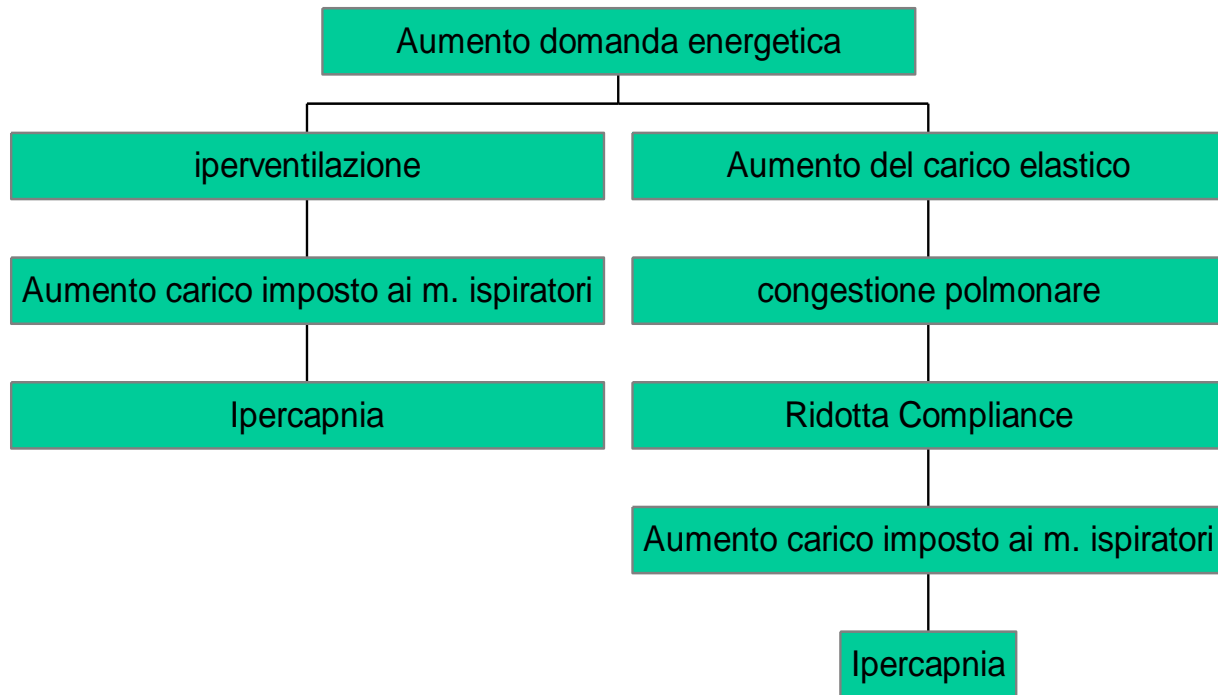 Aumento domanda energetica
iperventilazione
Aumento del carico elastico
Aumento carico imposto ai m. ispiratori
congestione polmonare
Ipercapnia
Ridotta Compliance
Aumento carico imposto ai m. ispiratori
Ipercapnia